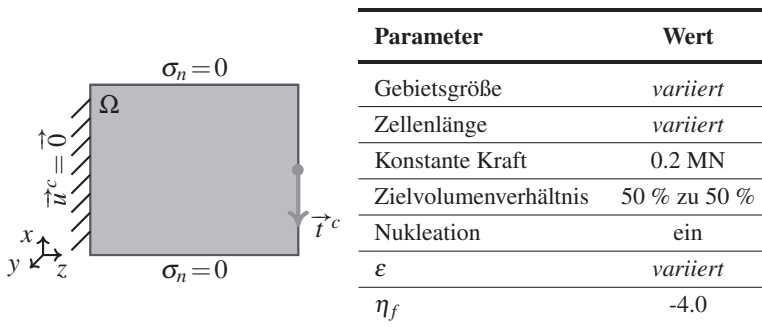 σₙ = 0
Ω
u⃗ᶜ = 0⃗
t⃗ᶜ
x
y
z
σₙ = 0
Parameter Wert
Gebietsgröße variiert
Zellenlänge variiert
Konstante Kraft 0.2 MN
Zielvolumenverhältnis 50 % zu 50 %
Nukleation ein
ε variiert
η_f -4.0